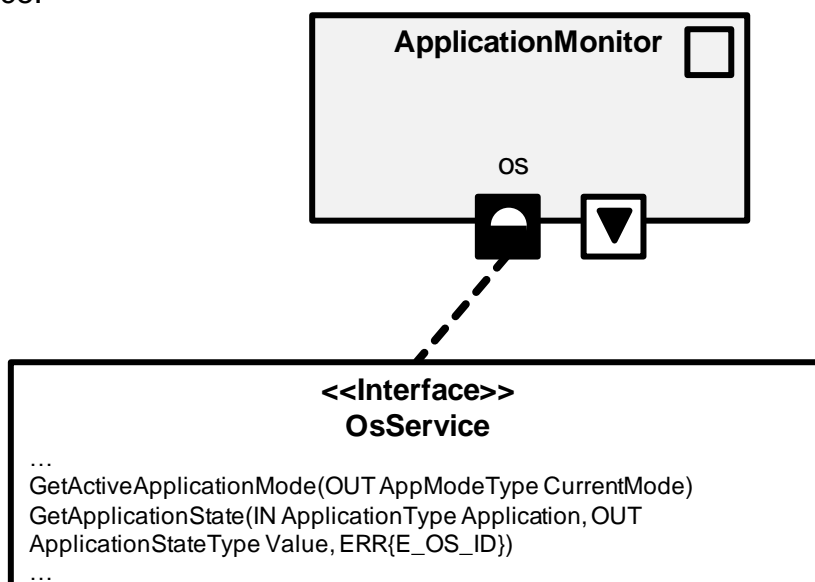 ApplicationMonitor
os
<<Interface>>
OsService
…
GetActiveApplicationMode(OUT AppModeType CurrentMode)
GetApplicationState(IN ApplicationType Application, OUT
ApplicationStateType Value, ERR{E_OS_ID})
…